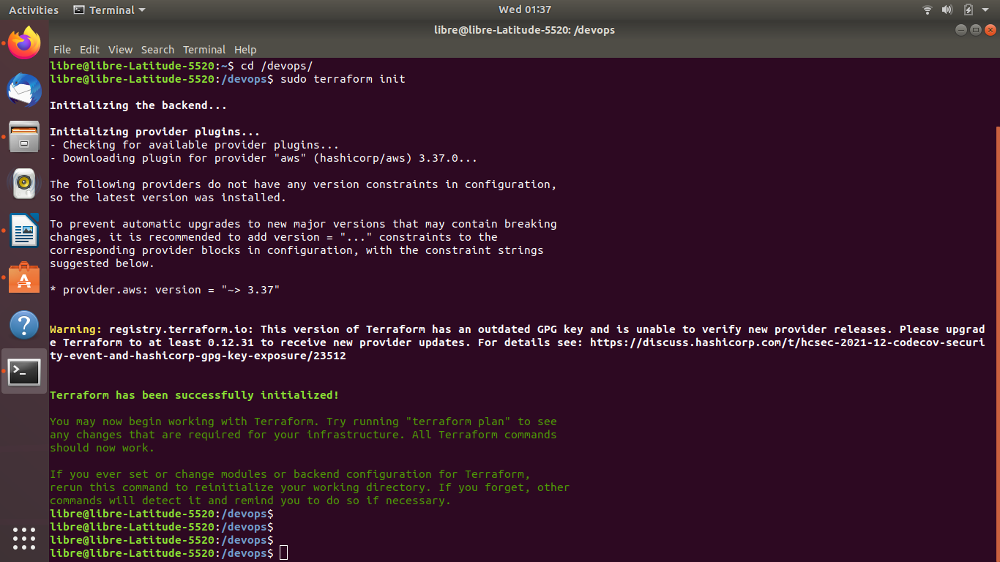 Activities Terminal Wed 01:37
libre@libre-Latitude-5520: /devops
File Edit View Search Terminal Help
libre@libre-Latitude-5520:~$ cd /devops/
libre@libre-Latitude-5520:/devops$ sudo terraform init
Initializing the backend...
Initializing provider plugins...
- Checking for available provider plugins...
- Downloading plugin for provider "aws" (hashicorp/aws) 3.37.0...
The following providers do not have any version constraints in configuration,
so the latest version was installed.
To prevent automatic upgrades to new major versions that may contain breaking
changes, it is recommended to add version = "..." constraints to the
corresponding provider blocks in configuration, with the constraint strings
suggested below.
* provider.aws: version = "~> 3.37"
Warning: registry.terraform.io: This version of Terraform has an outdated GPG key and is unable to verify new provider releases. Please upgrad
e Terraform to at least 0.12.31 to receive new provider updates. For details see: https://discuss.hashicorp.com/t/hcsec-2021-12-codecov-securi
ty-event-and-hashicorp-gpg-key-exposure/23512
Terraform has been successfully initialized!
You may now begin working with Terraform. Try running "terraform plan" to see
any changes that are required for your infrastructure. All Terraform commands
should now work.
If you ever set or change modules or backend configuration for Terraform,
rerun this command to reinitialize your working directory. If you forget, other
commands will detect it and remind you to do so if necessary.
libre@libre-Latitude-5520:/devops$
libre@libre-Latitude-5520:/devops$
libre@libre-Latitude-5520:/devops$
libre@libre-Latitude-5520:/devops$